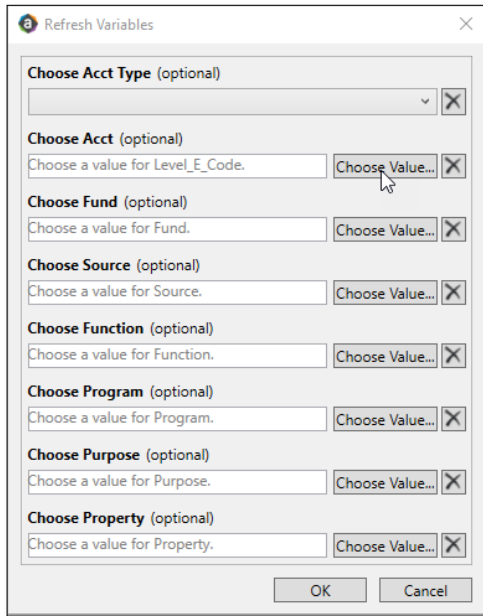 a Refresh Variables
Choose Acct Type (optional)
Choose Acct (optional)
Choose a value for Level_E_Code. Choose Value...
Choose Fund (optional)
Choose a value for Fund. Choose Value...
Choose Source (optional)
Choose a value for Source. Choose Value...
Choose Function (optional)
Choose a value for Function. Choose Value...
Choose Program (optional)
Choose a value for Program. Choose Value...
Choose Purpose (optional)
Choose a value for Purpose. Choose Value...
Choose Property (optional)
Choose a value for Property. Choose Value...
OK Cancel